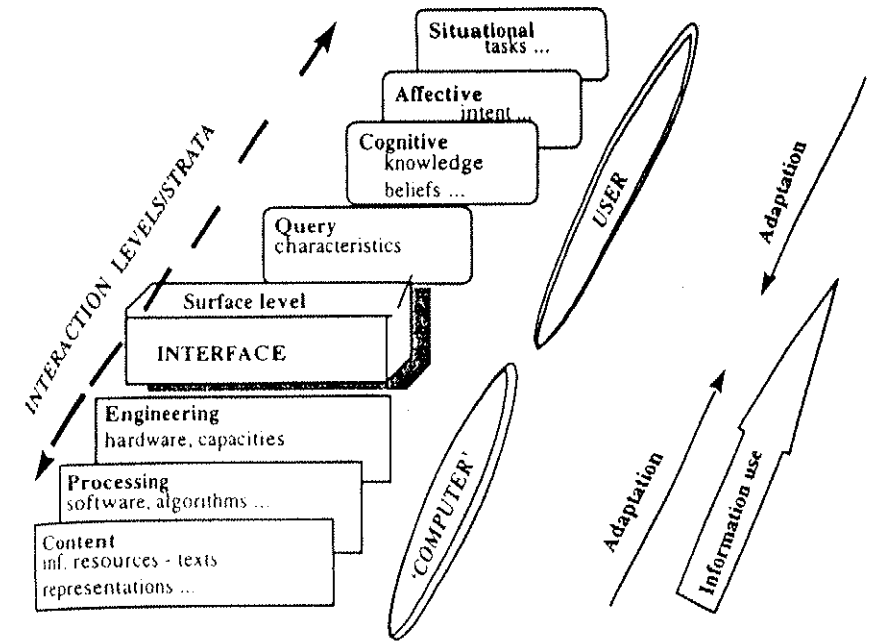 Situational
tasks ...
Affective
intent ...
Cognitive
knowledge
beliefs ...
Query
characteristics
Surface level
INTERFACE
Engineering
hardware, capacities
Processing
software, algorithms ...
Content
inf. resources - texts
representations ...
INTERACTION LEVELS/STRATA
USER
'COMPUTER'
Adaptation
Adaptation
Information use